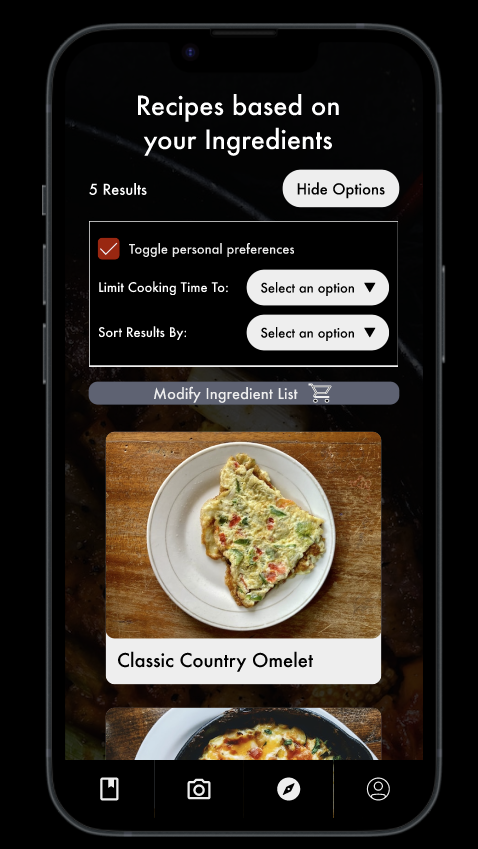 Recipes based on
your Ingredients
5 Results
Hide Options
Toggle personal preferences
Limit Cooking Time To:
Select an option
Sort Results By:
Select an option
Modify Ingredient List
Classic Country Omelet